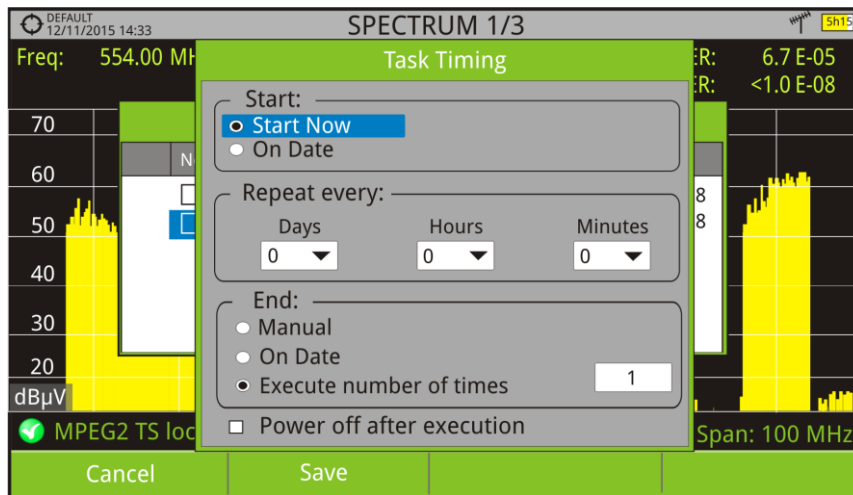 DEFAULT
12/11/2015 14:33
SPECTRUM 1/3
5h15
Freq: 554.00 MH
ER: 6.7 E-05
ER: <1.0 E-08
Task Timing
Start:
Start Now
On Date
Repeat every:
Days Hours Minutes
0 0 0
End:
Manual
On Date
Execute number of times 1
Power off after execution
70
60
50
40
30
20
dBµV
N
8
8
MPEG2 TS loc
Span: 100 MHz
Cancel Save